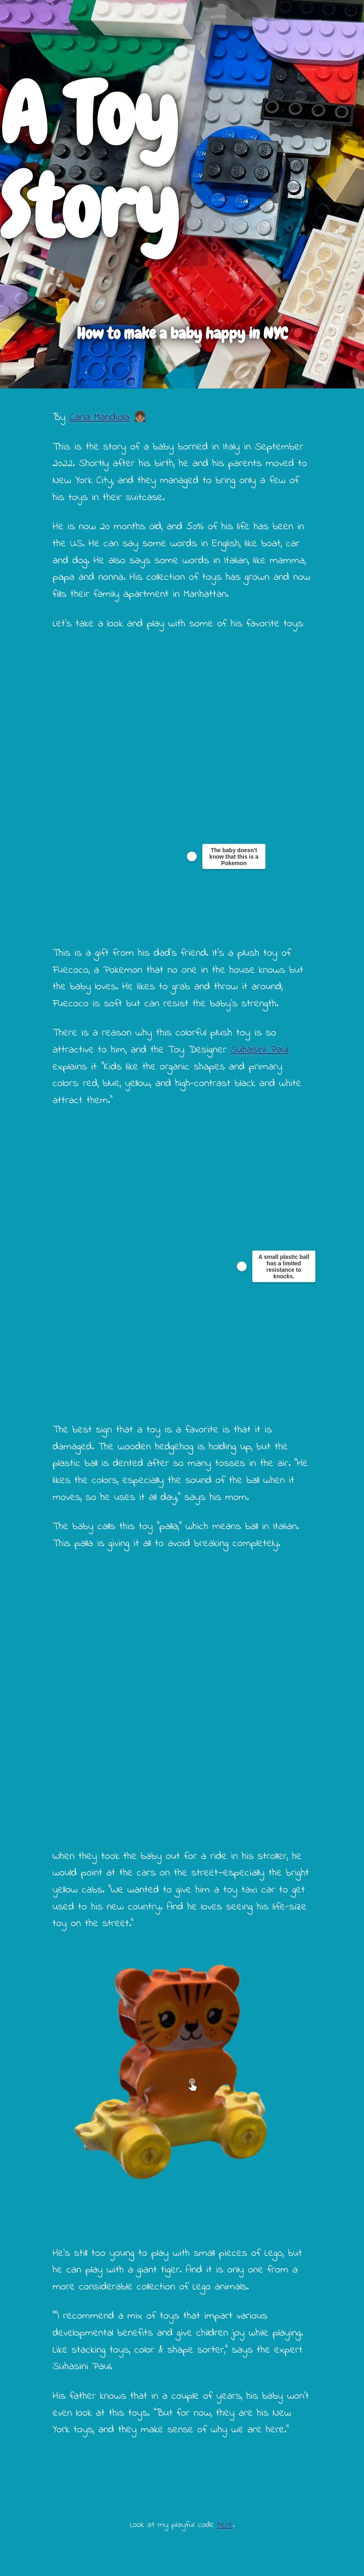 A Toy
Story
How to make a baby happy in NYC
By Carla Mandiola 👧🏽
This is the story of a baby borned in Italy in September
2022. Shortly after his birth, he and his parents moved to
New York City, and they managed to bring only a few of
his toys in their suitcase.
He is now 20 months old, and 50% of his life has been in
the U.S. He can say some words in English, like boat, car
and dog. He also says some words in Italian, like mamma,
papa and nonna. His collection of toys has grown and now
fills their family apartment in Manhattan.
Let's take a look and play with some of his favorite toys:
The baby doesn't
know that this is a
Pokemon
This is a gift from his dad's friend. It's a plush toy of
Fuecoco, a Pokemon that no one in the house knows but
the baby loves. He likes to grab and throw it around;
Fuecoco is soft but can resist the baby's strength.
There is a reason why this colorful plush toy is so
attractive to him, and the Toy Designer Suhasini Paul
explains it "Kids like the organic shapes and primary
colors: red, blue, yellow, and high-contrast black and white
attract them."
A small plastic ball
has a limited
resistance to
knocks.
The best sign that a toy is a favorite is that it is
damaged. The wooden hedgehog is holding up, but the
plastic ball is dented after so many tosses in the air. "He
likes the colors, especially the sound of the ball when it
moves, so he uses it all day," says his mom.
The baby calls this toy "palla," which means ball in Italian.
This palla is giving it all to avoid breaking completely.
When they took the baby out for a ride in his stroller, he
would point at the cars on the street—especially the bright
yellow cabs. "We wanted to give him a toy taxi car to get
used to his new country. And he loves seeing his life-size
toy on the street."
He's still too young to play with small pieces of Lego, but
he can play with a giant tiger. And it is only one from a
more considerable collection of Lego animals.
"I recommend a mix of toys that impart various
developmental benefits and give children joy while playing.
Like stacking toys, color & shape sorter," says the expert
Suhasini Paul.
His father knows that in a couple of years, his baby won't
even look at this toys. "But for now, they are his New
York toys, and they make sense of why we are here."
Look at my playful code here.